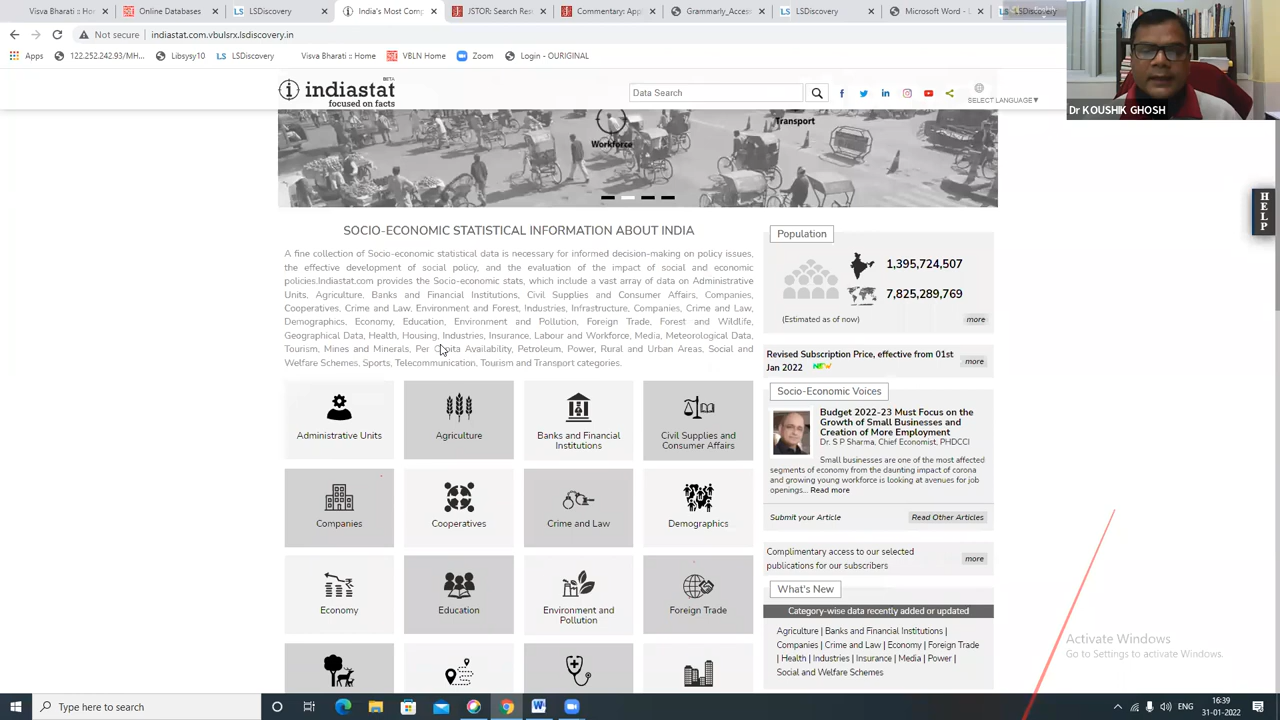 Visva Bharati :: Home
Online Databases
LSDiscovery
India's Most Comp
JSTOR: Search Res
Commentary Appli
Grammarly_Access
LSDiscovery
Microsoft Word - L
LSDiscovery
Not secure
indiastat.com.vbulsrx.lsdiscovery.in
Apps
122.252.242.93/MH...
Libsysy10
LSDiscovery
Visva Bharati :: Home
VBLN Home
Zoom
Login - OURIGINAL
BETA
indiastat
focused on facts
Data Search
SELECT LANGUAGE▼
Dr KOUSHIK GHOSH
Transport
Workforce
HELP
SOCIO-ECONOMIC STATISTICAL INFORMATION ABOUT INDIA
A fine collection of Socio-economic statistical data is necessary for informed decision-making on policy issues,
the effective development of social policy, and the evaluation of the impact of social and economic
policies.Indiastat.com provides the Socio-economic stats, which include a vast array of data on Administrative
Units, Agriculture, Banks and Financial Institutions, Civil Supplies and Consumer Affairs, Companies,
Cooperatives, Crime and Law, Environment and Forest, Industries, Infrastructure, Companies, Crime and Law,
Demographics, Economy, Education, Environment and Pollution, Foreign Trade, Forest and Wildlife,
Geographical Data, Health, Housing, Industries, Insurance, Labour and Workforce, Media, Meteorological Data,
Tourism, Mines and Minerals, Per Capita Availability, Petroleum, Power, Rural and Urban Areas, Social and
Welfare Schemes, Sports, Telecommunication, Tourism and Transport categories.
Administrative Units
Agriculture
Banks and Financial
Institutions
Civil Supplies and
Consumer Affairs
Companies
Cooperatives
Crime and Law
Demographics
Economy
Education
Environment and
Pollution
Foreign Trade
Population
1,395,724,507
7,825,289,769
(Estimated as of now)
more
Revised Subscription Price, effective from 01st
Jan 2022 NEW
more
Socio-Economic Voices
Budget 2022-23 Must Focus on the
Growth of Small Businesses and
Creation of More Employment
Dr. S P Sharma, Chief Economist, PHDCCI
Small businesses are one of the most affected
segments of economy from the daunting impact of corona
and growing young workforce is looking at avenues for job
openings... Read more
Submit your Article
Read Other Articles
Complimentary access to our selected
publications for our subscribers
more
What's New
Category-wise data recently added or updated
Agriculture | Banks and Financial Institutions |
Companies | Crime and Law | Economy | Foreign Trade
| Health | Industries | Insurance | Media | Power |
Social and Welfare Schemes
Activate Windows
Go to Settings to activate Windows.
Type here to search
ENG
16:39
31-01-2022